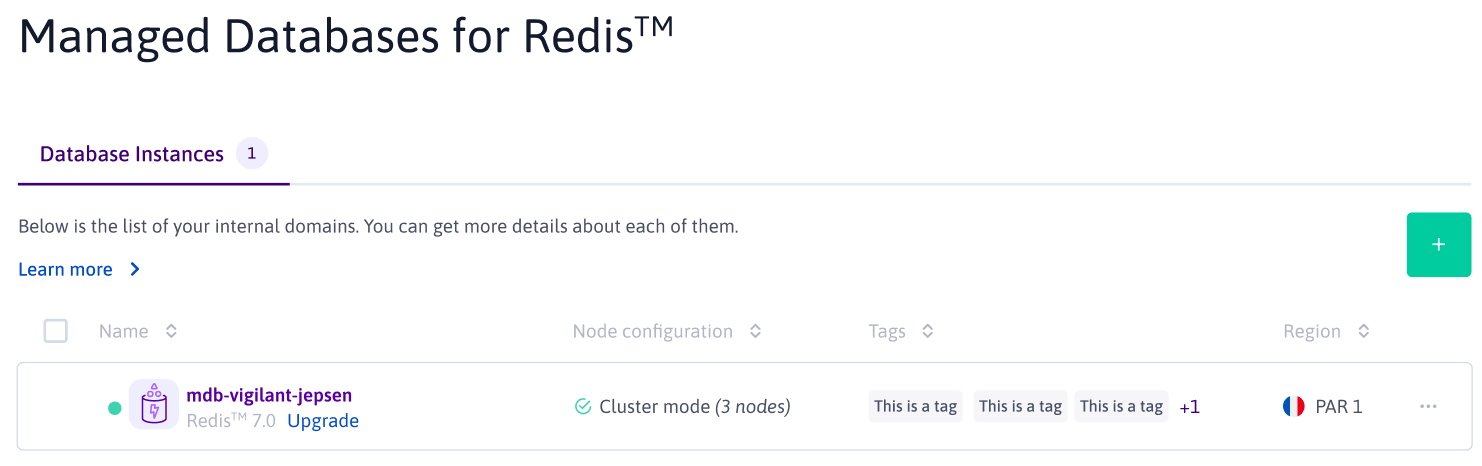 Managed Databases for Redis™
Database Instances 1
Below is the list of your internal domains. You can get more details about each of them.
Learn more
+
Name Node configuration Tags Region
mdb-vigilant-jepsen
Redis™ 7.0 Upgrade
Cluster mode (3 nodes)
This is a tag This is a tag This is a tag +1
PAR 1